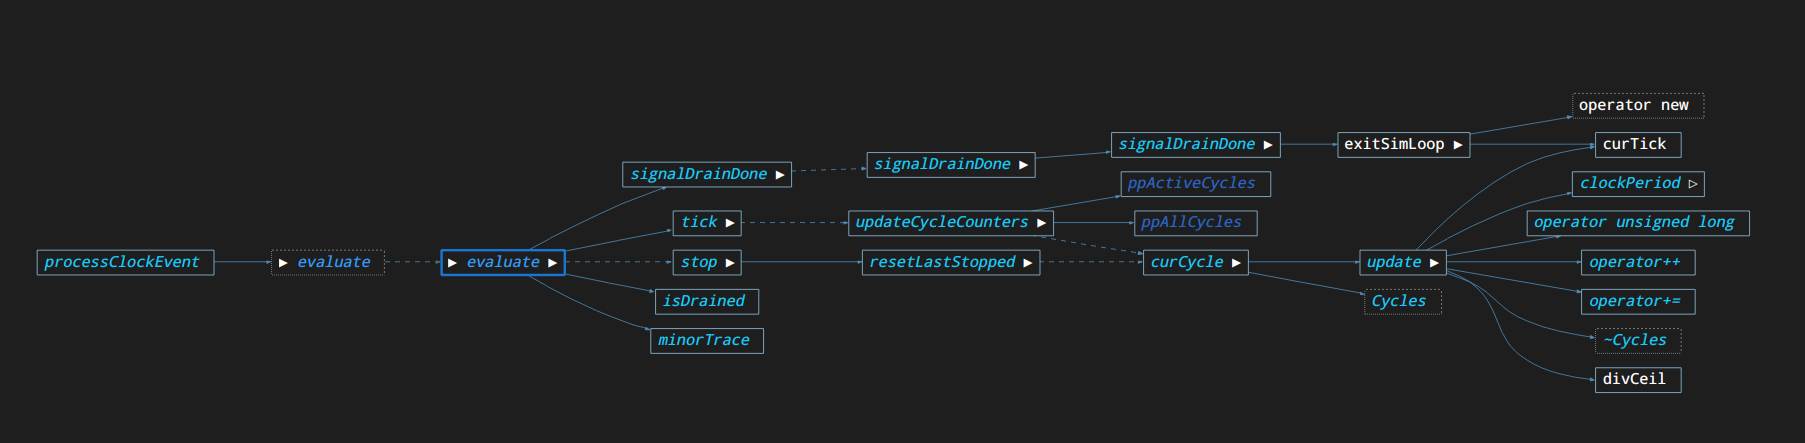 operator new
signalDrainDone ▶
exitSimLoop ▶
curTick
signalDrainDone ▶
signalDrainDone ▶
ppActiveCycles
clockPeriod ▷
tick ▶
updateCycleCounters ▶
ppAllCycles
operator unsigned long
processClockEvent
▶ evaluate
▶ evaluate ▶
stop ▶
resetLastStopped ▶
curCycle ▶
update ▶
operator++
isDrained
Cycles
operator+=
minorTrace
~Cycles
divCeil